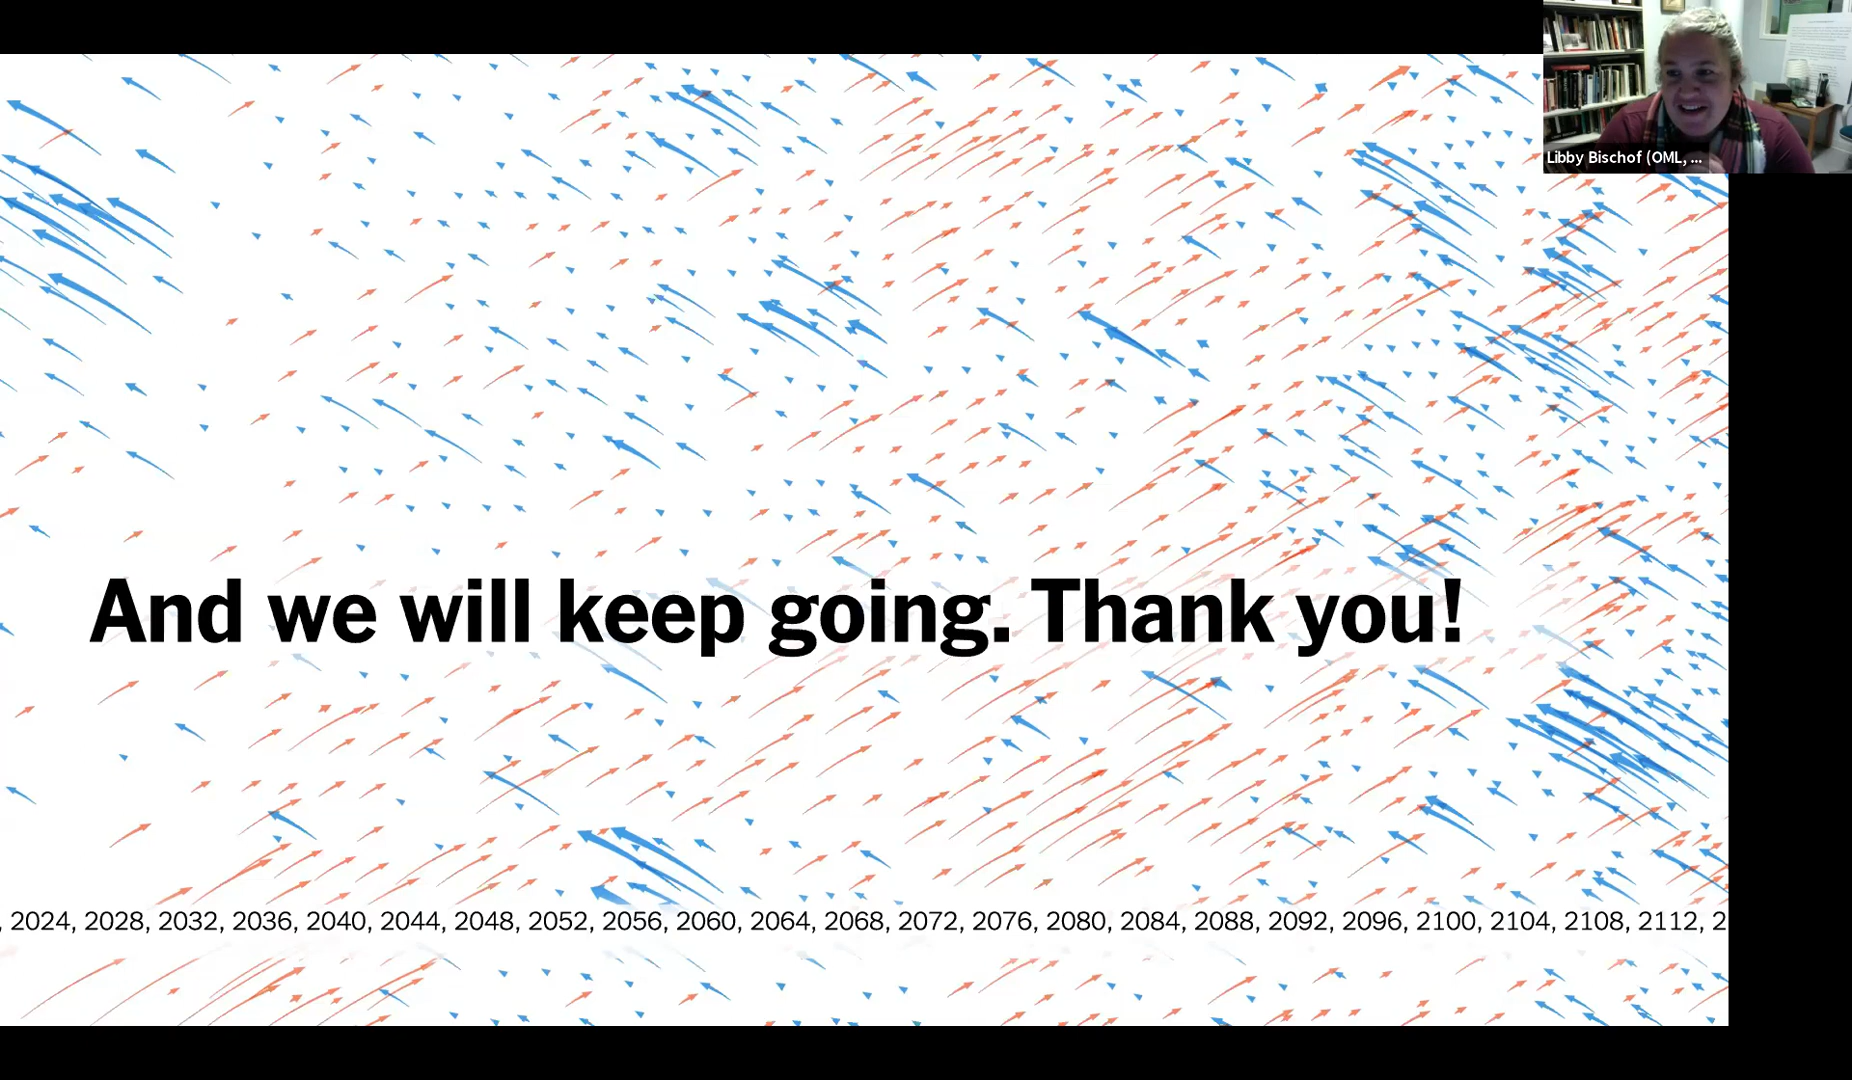 Libby Bischof (OML, ...
And we will keep going. Thank you!
, 2024, 2028, 2032, 2036, 2040, 2044, 2048, 2052, 2056, 2060, 2064, 2068, 2072, 2076, 2080, 2084, 2088, 2092, 2096, 2100, 2104, 2108, 2112, 2